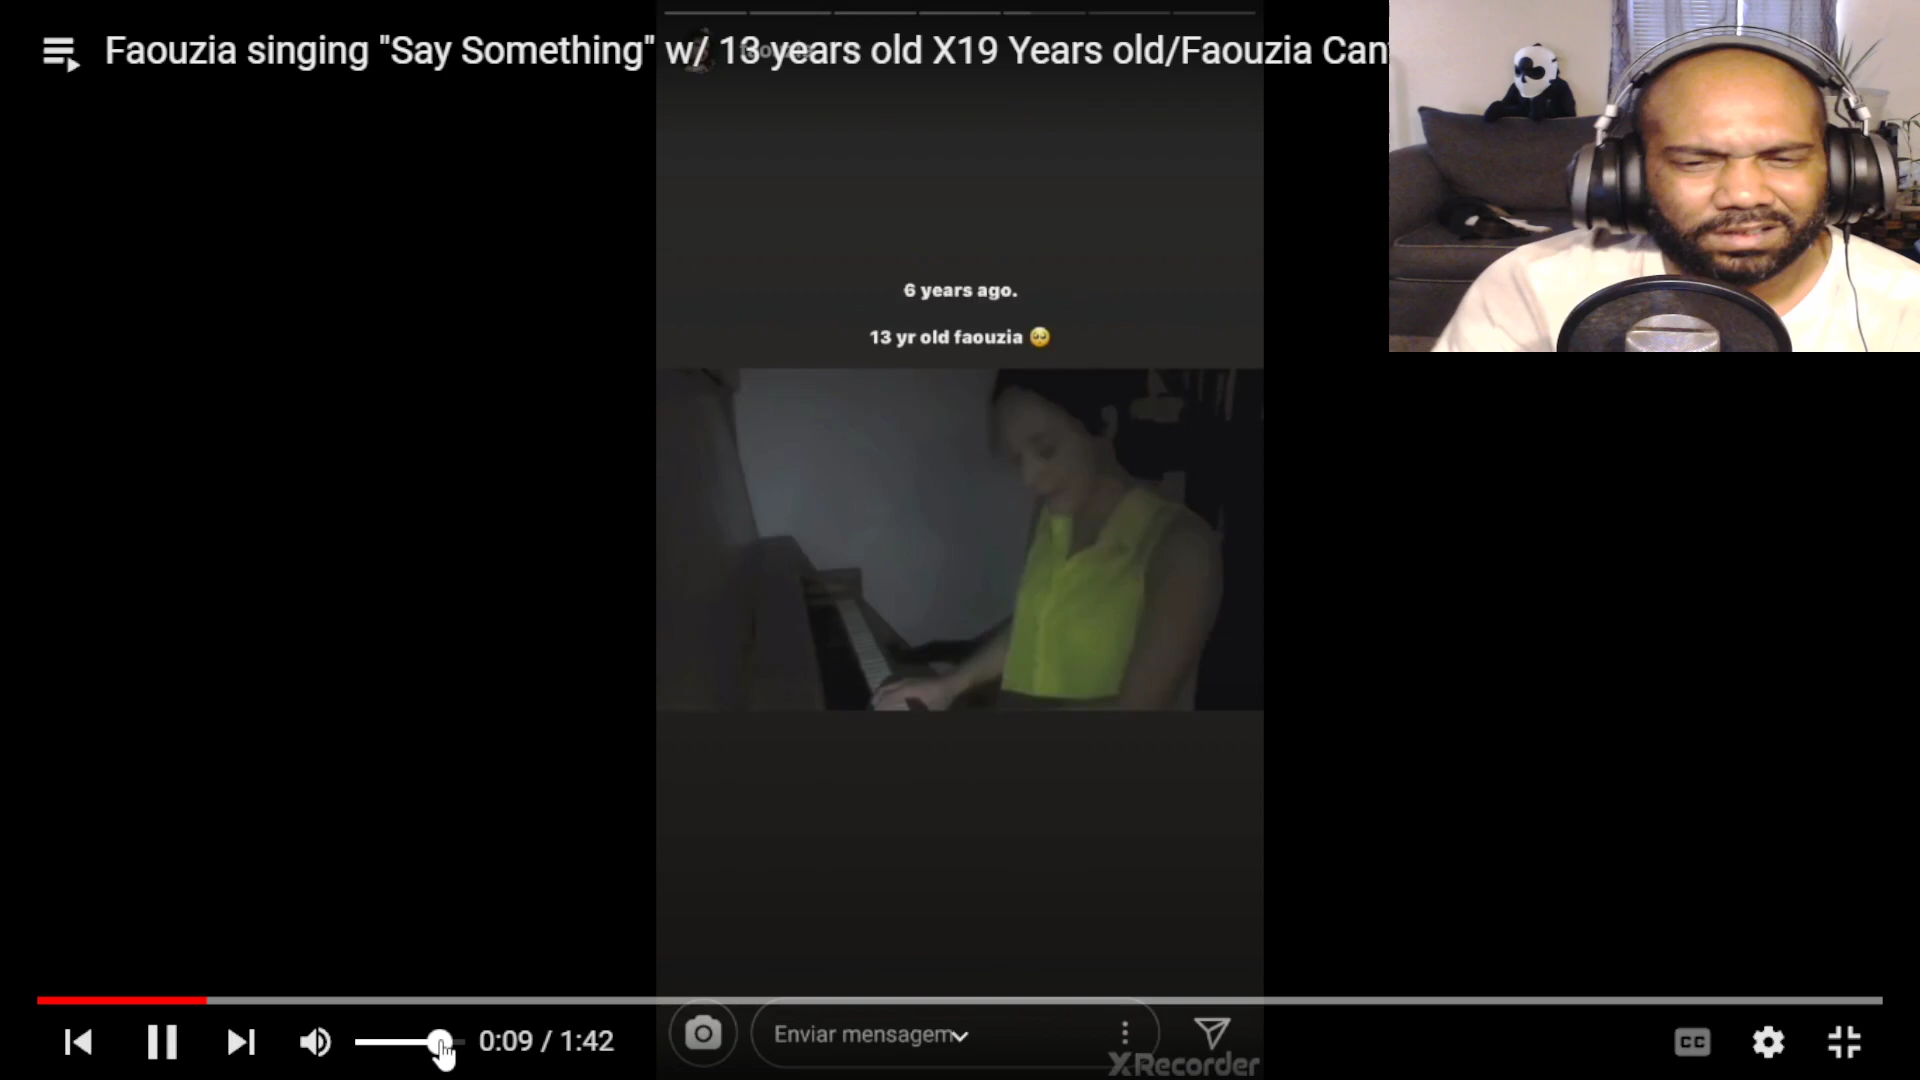 Faouzia singing "Say Something" w/ 13 years old X19 Years old/Faouzia Can
6 years ago.
13 yr old faouzia 🥺
Enviar mensagem
XRecorder
0:09 / 1:42
CC